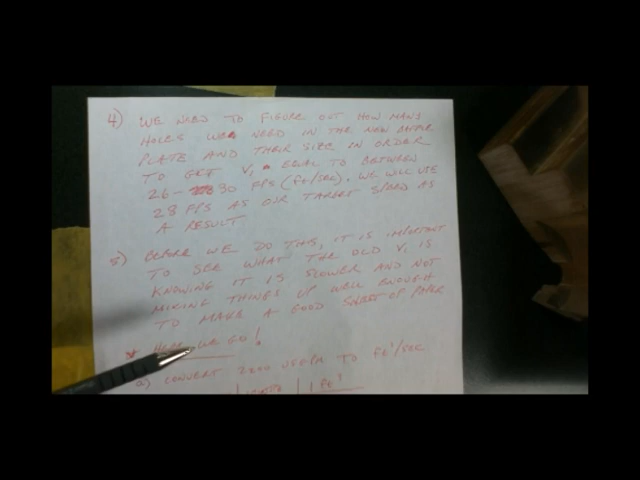 4) WE NEED TO FIGURE OUT HOW MANY
HOLES WE NEED IN THE NEW BAFFLE
PLATE AND THEIR SIZE IN ORDER
TO GET V, EQUAL TO BETWEEN
26-30 FPS (ft/sec). WE WILL USE
28 FPS AS OUR TARGET SPEED AS
A RESULT
5) BEFORE WE DO THIS, IT IS IMPORTANT
TO SEE WHAT THE OLD V, IS
KNOWING IT IS SLOWER AND NOT
MIXING THINGS UP WELL ENOUGH
TO MAKE A GOOD SHEET OF PAPER
* HERE WE GO!
a) CONVERT 2200 TO ft³/SEC
ft³